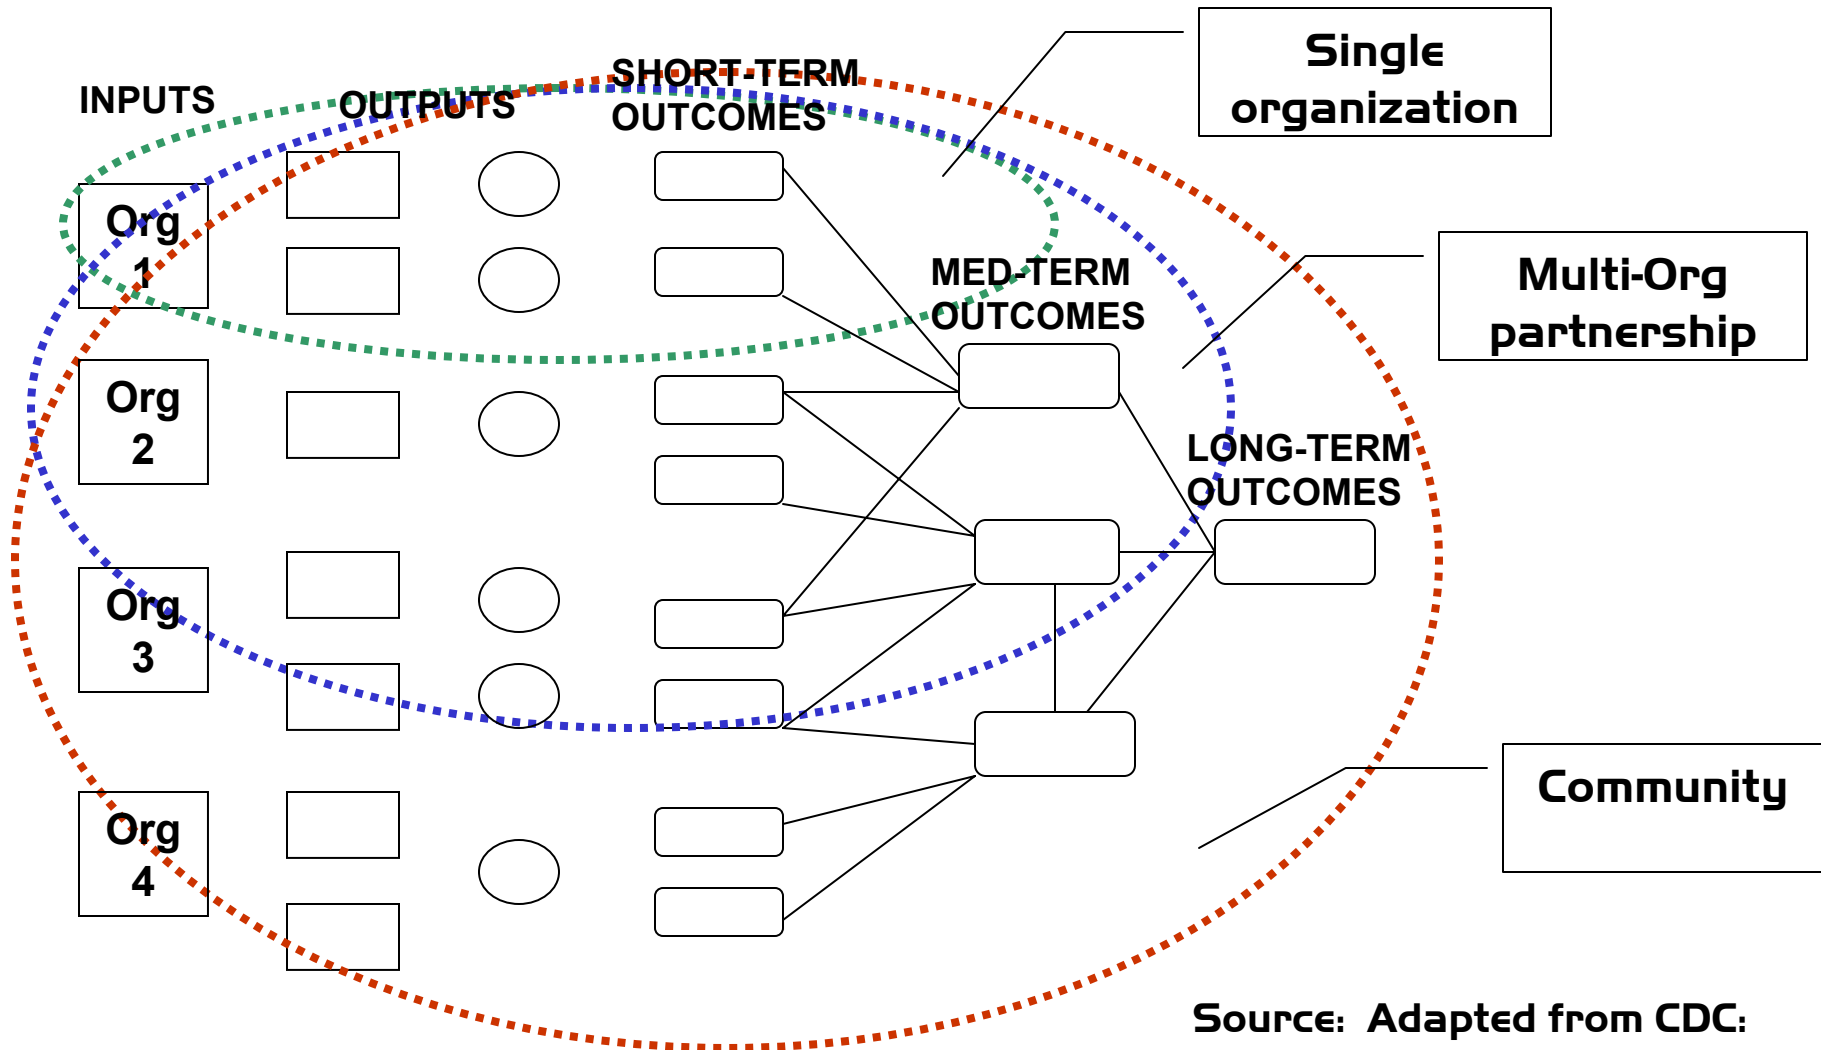 Single
organization
INPUTS
OUTPUTS
SHORT-TERM
OUTCOMES
Org
1
MED-TERM
OUTCOMES
Multi-Org
partnership
Org
2
LONG-TERM
OUTCOMES
Org
3
Community
Org
4
Source: Adapted from CDC: